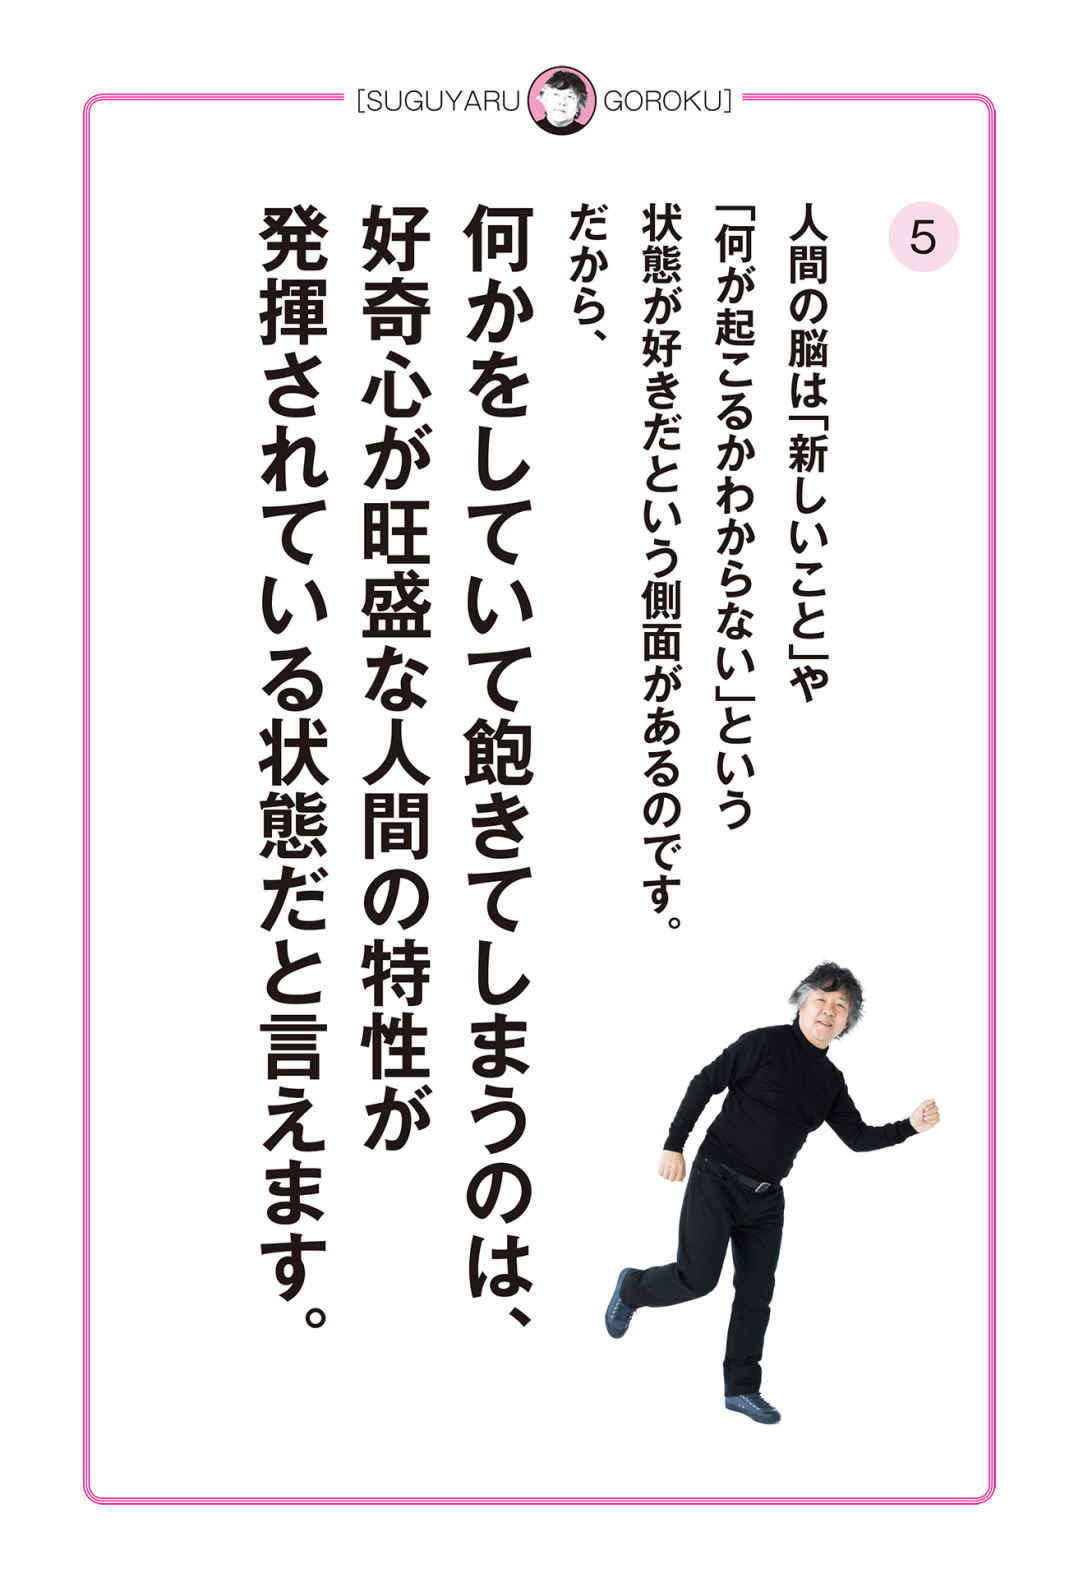 [SUGUYARU GOROKU]
5
人間の脳は「新しいこと」や
「何が起こるかわからない」という
状態が好きだという側面があるのです。
だから、
何かをしていて飽きてしまうのは、
好奇心が旺盛な人間の特性が
発揮されている状態だと言えます。